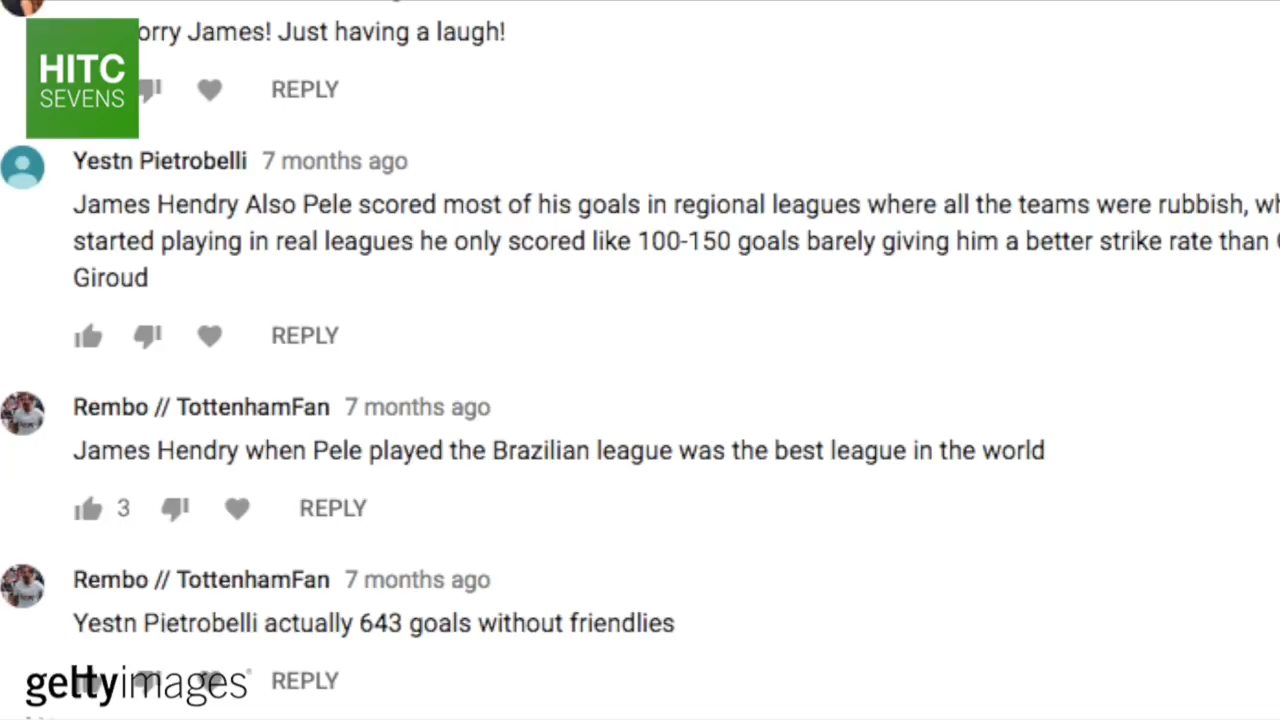 orry James! Just having a laugh!
HITC
SEVENS
REPLY
Yestn Pietrobelli 7 months ago
James Hendry Also Pele scored most of his goals in regional leagues where all the teams were rubbish,
started playing in real leagues he only scored like 100-150 goals barely giving him a better strike rate than
Giroud
REPLY
Rembo // TottenhamFan 7 months ago
James Hendry when Pele played the Brazilian league was the best league in the world
3 REPLY
Rembo // TottenhamFan 7 months ago
Yestn Pietrobelli actually 643 goals without friendlies
gettyimages REPLY